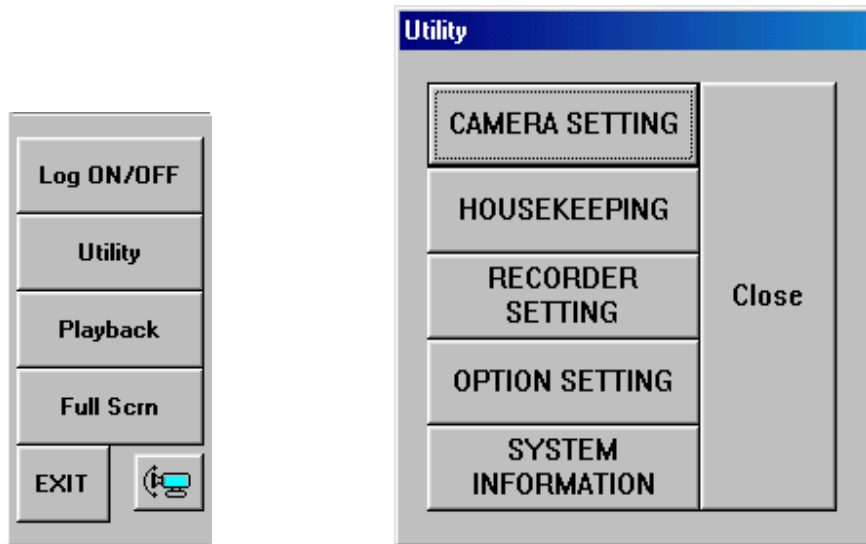 Log ON/OFF
Utility
Playback
Full Scrn
EXIT
Utility
CAMERA SETTING
HOUSEKEEPING
RECORDER
SETTING
OPTION SETTING
SYSTEM
INFORMATION
Close